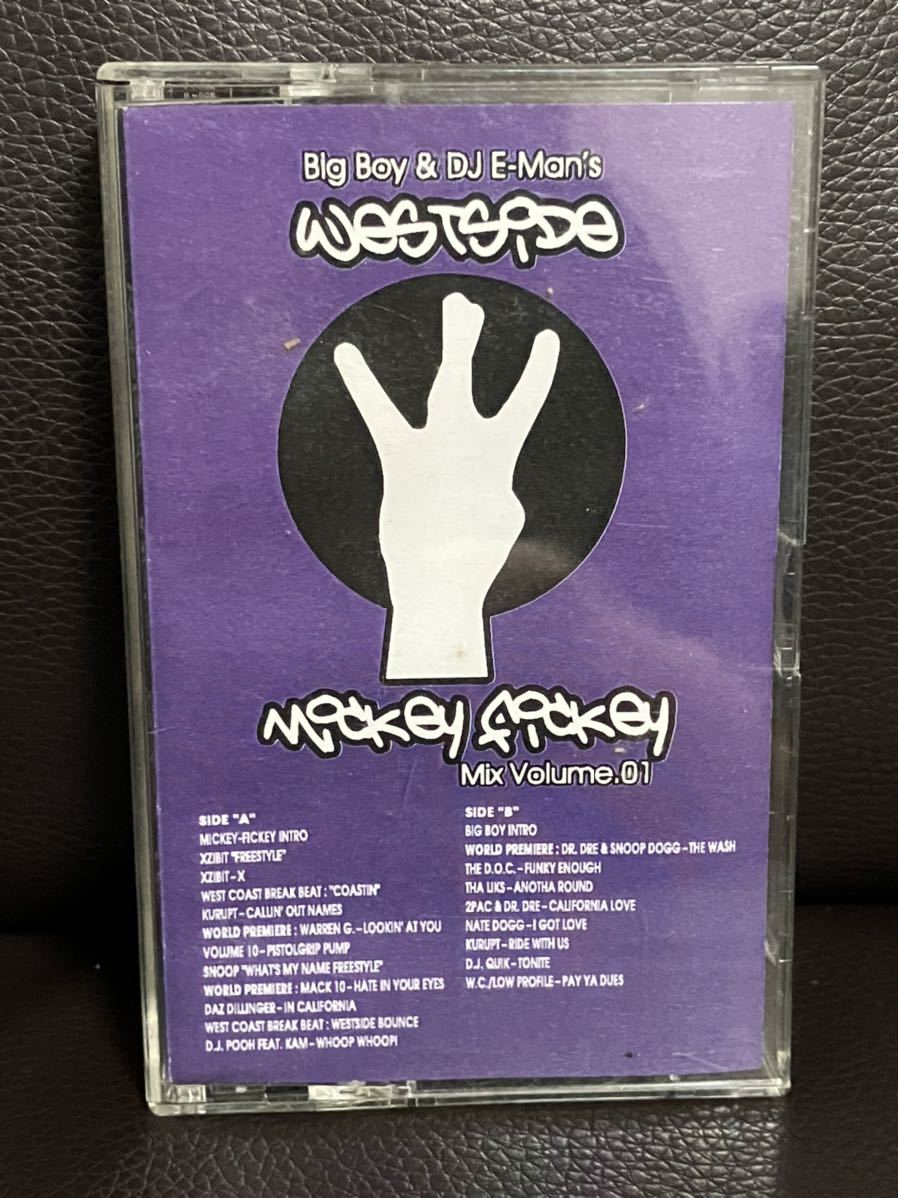 Big Boy & DJ E-Man's
Westside
Mickey Fickey
Mix Volume.01
SIDE "A"
MICKEY-FICKEY INTRO
XZIBIT "FREESTYLE"
XZIBIT - X
WEST COAST BREAK BEAT : "COASTIN"
KURUPT - CALLIN' OUT NAMES
WORLD PREMIERE : WARREN G. - LOOKIN' AT YOU
VOLUME 10 - PISTOLGRIP PUMP
SNOOP "WHAT'S MY NAME FREESTYLE"
WORLD PREMIERE : MACK 10 - HATE IN YOUR EYES
DAZ DILLINGER - IN CALIFORNIA
WEST COAST BREAK BEAT : WESTSIDE BOUNCE
D.J. POOH FEAT. KAM - WHOOP WHOOP!
SIDE "B"
BIG BOY INTRO
WORLD PREMIERE : DR. DRE & SNOOP DOGG - THE WASH
THE D.O.C. - FUNKY ENOUGH
THA LIKS - ANOTHA ROUND
2PAC & DR. DRE - CALIFORNIA LOVE
NATE DOGG - I GOT LOVE
KURUPT - RIDE WITH US
D.J. QUIK - TONITE
W.C./LOW PROFILE - PAY YA DUES